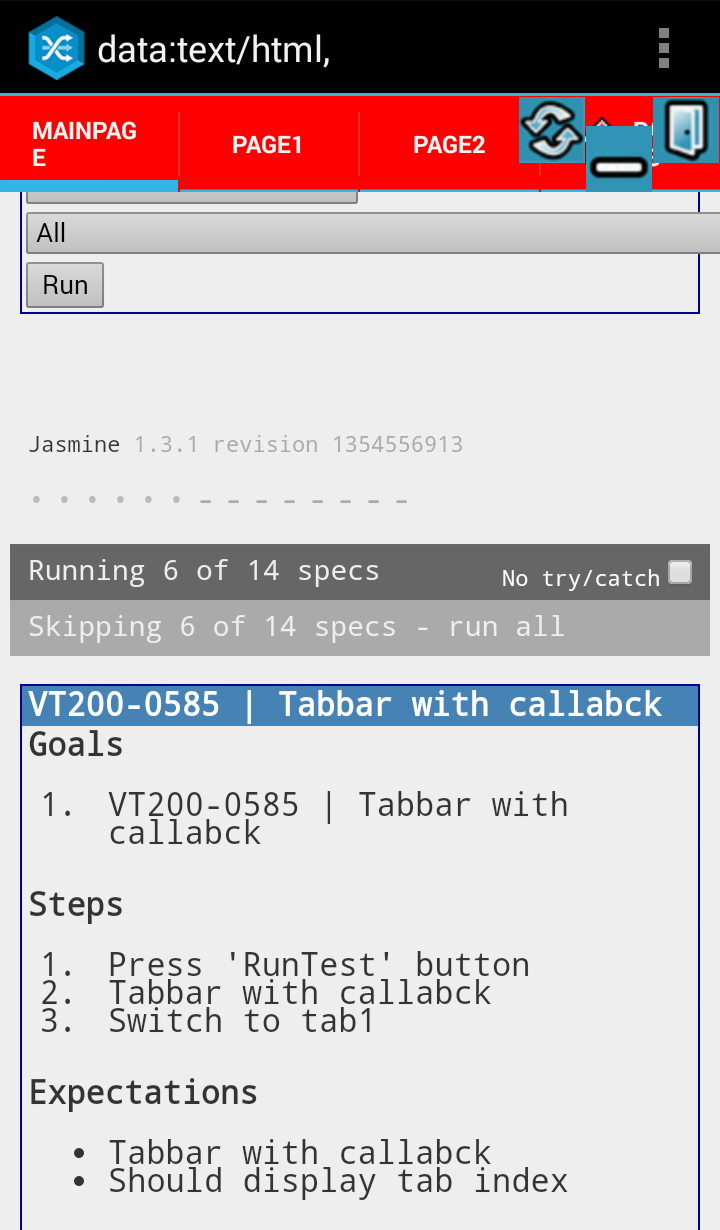 data:text/html,
MAINPAG
E
PAGE1
PAGE2
All
Run
Jasmine 1.3.1 revision 1354556913
• • • • • • - - - - - - - -
Running 6 of 14 specs
No try/catch
Skipping 6 of 14 specs - run all
VT200-0585 | Tabbar with callabck
Goals
1. VT200-0585 | Tabbar with
callabck
Steps
1. Press 'RunTest' button
2. Tabbar with callabck
3. Switch to tab1
Expectations
• Tabbar with callabck
• Should display tab index